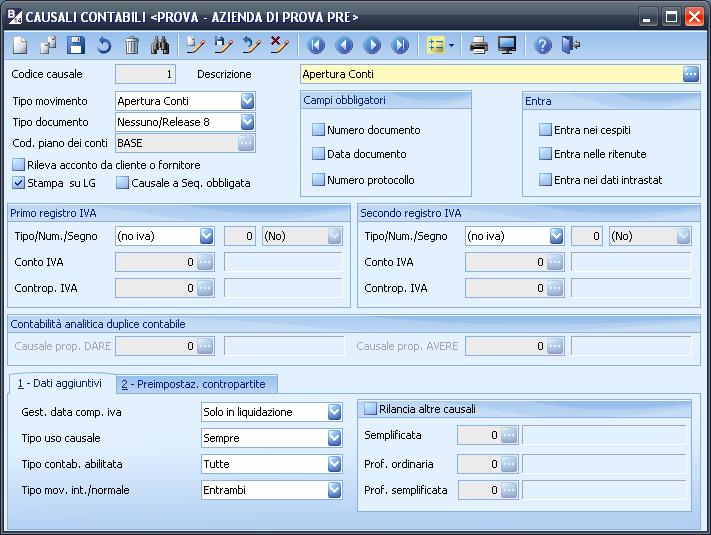 CAUSALI CONTABILI <PROVA - AZIENDA DI PROVA PRE>
Codice causale 1 Descrizione Apertura Conti
Tipo movimento Apertura Conti
Tipo documento Nessuno/Release 8
Cod. piano dei conti BASE
Rileva acconto da cliente o fornitore
Stampa su LG Causale a Seq. obbligata
Campi obbligatori
Numero documento
Data documento
Numero protocollo
Entra
Entra nei cespiti
Entra nelle ritenute
Entra nei dati intrastat
Primo registro IVA
Tipo/Num./Segno (no iva) 0 (No)
Conto IVA 0
Controp. IVA 0
Secondo registro IVA
Tipo/Num./Segno (no iva) 0 (No)
Conto IVA 0
Controp. IVA 0
Contabilità analitica duplice contabile
Causale prop. DARE 0 Causale prop. AVERE 0
1 - Dati aggiuntivi 2 - Preimpostaz. contropartite
Gest. data comp. iva Solo in liquidazione
Tipo uso causale Sempre
Tipo contab. abilitata Tutte
Tipo mov. int./normale Entrambi
Rilancia altre causali
Semplificata 0
Prof. ordinaria 0
Prof. semplificata 0